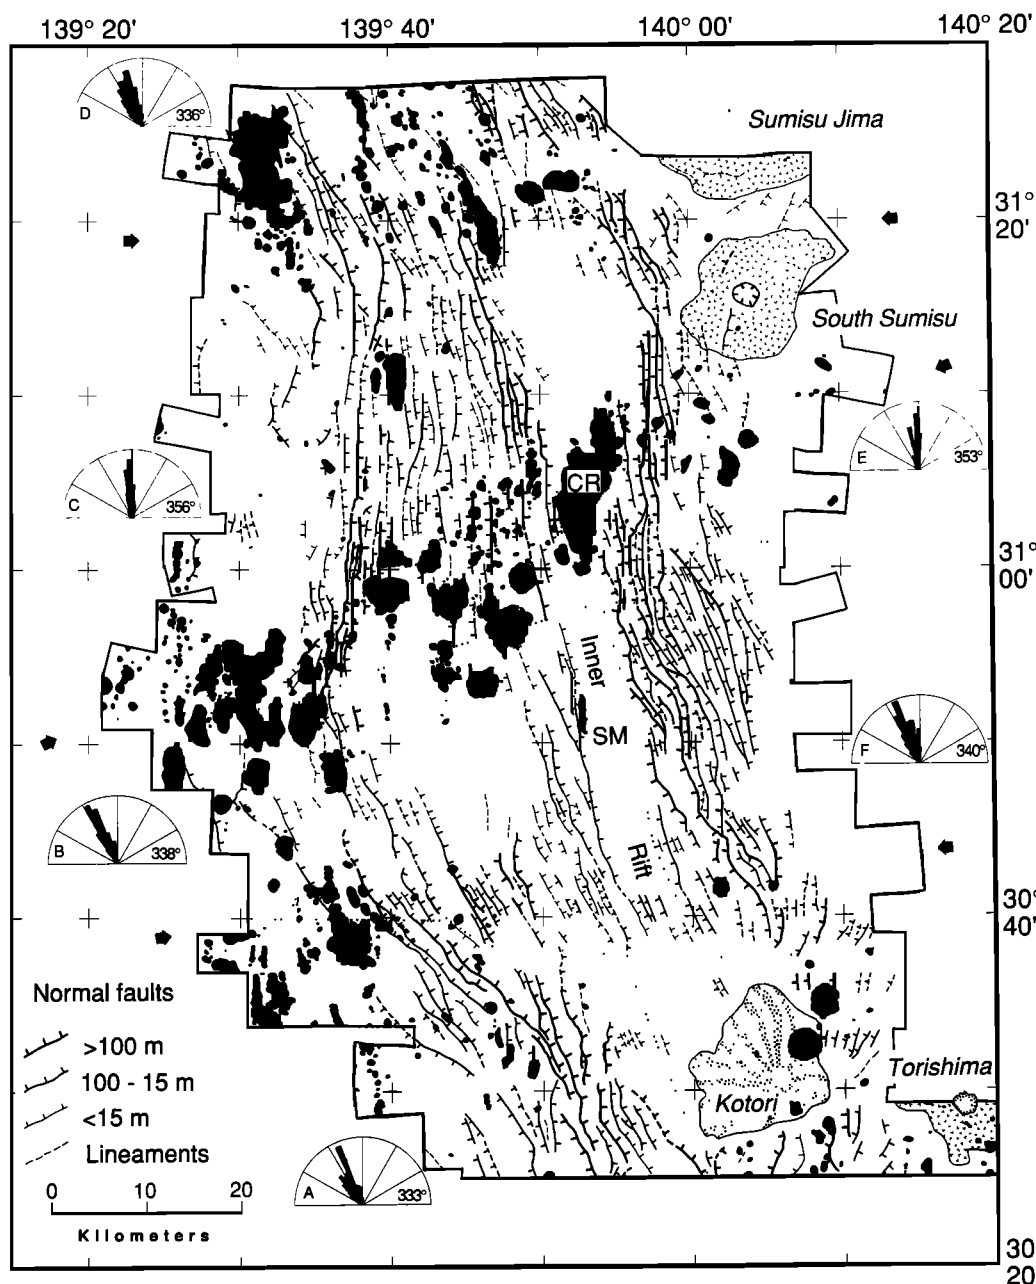 139° 20' 139° 40' 140° 00' 140° 20'
D 336°
Sumisu Jima
31°
20'
South Sumisu
E 353°
C 356°
CR
31°
00'
Inner
SM
F 340°
B 338°
Rift
30°
40'
Normal faults
>100 m
100 - 15 m
<15 m
Lineaments
0 10 20
Kilometers
A 333°
Kotori
Torishima
30
20